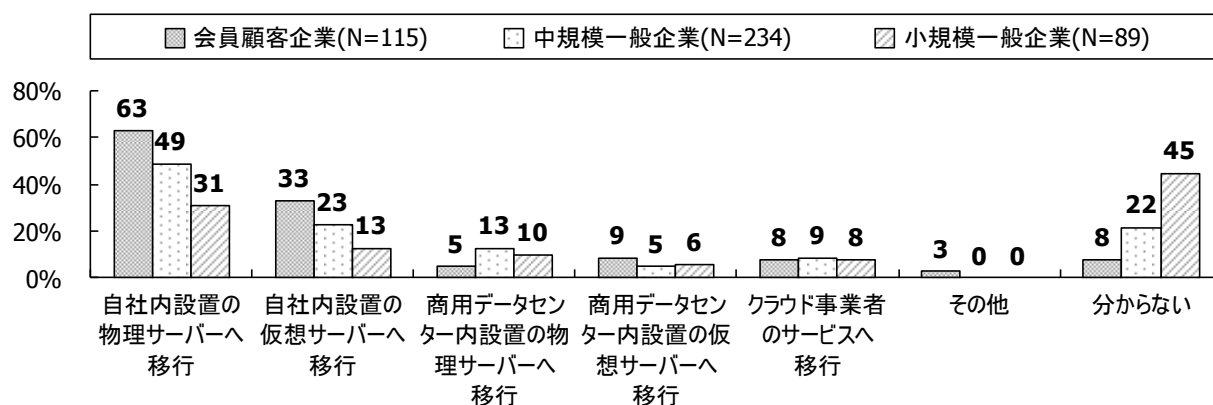 会員顧客企業(N=115) 中規模一般企業(N=234) 小規模一般企業(N=89)
80%
60%
40%
20%
0%
63 49 31
33 23 13
5 13 10
9 5 6
8 9 8
3 0 0
8 22 45
自社内設置の
物理サーバーへ
移行
自社内設置の
仮想サーバーへ
移行
商用データセン
ター内設置の物
理サーバーへ
移行
商用データセン
ター内設置の仮
想サーバーへ
移行
クラウド事業者
のサービスへ
移行
その他
分からない